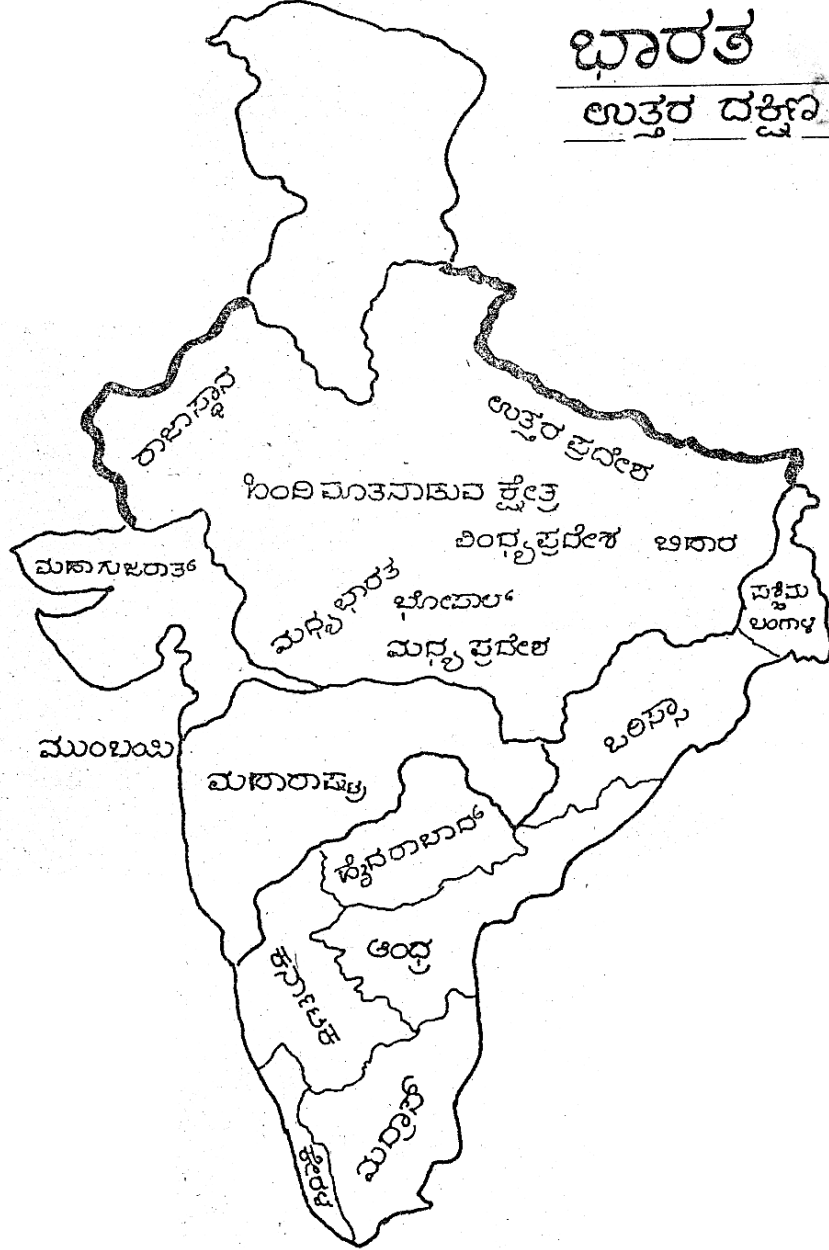 ಭಾರತ
ಉತ್ತರ ದಕ್ಷಿಣ
ರಾಜಾಸ್ಥಾನ
ಉತ್ತರ ಪ್ರದೇಶ
ಹಿಂದಿ ಮಾತನಾಡುವ ಕ್ಷೇತ್ರ
ವಿಂಧ್ಯಪ್ರದೇಶ ಬಿಹಾರ
ಮಹಾಗುಜರಾತ್
ಮಧ್ಯಭಾರತ
ಭೋಪಾಲ್
ಮಧ್ಯಪ್ರದೇಶ
ಪಶ್ಚಿಮ
ಬಂಗಾಳ
ಮುಂಬಯಿ
ಒರಿಸ್ಸಾ
ಮಹಾರಾಷ್ಟ್ರ
ಹೈದರಾಬಾದ್
ಆಂಧ್ರ
ಕರ್ನಾಟಕ
ಮದ್ರಾಸ್
ಕೇರಳ